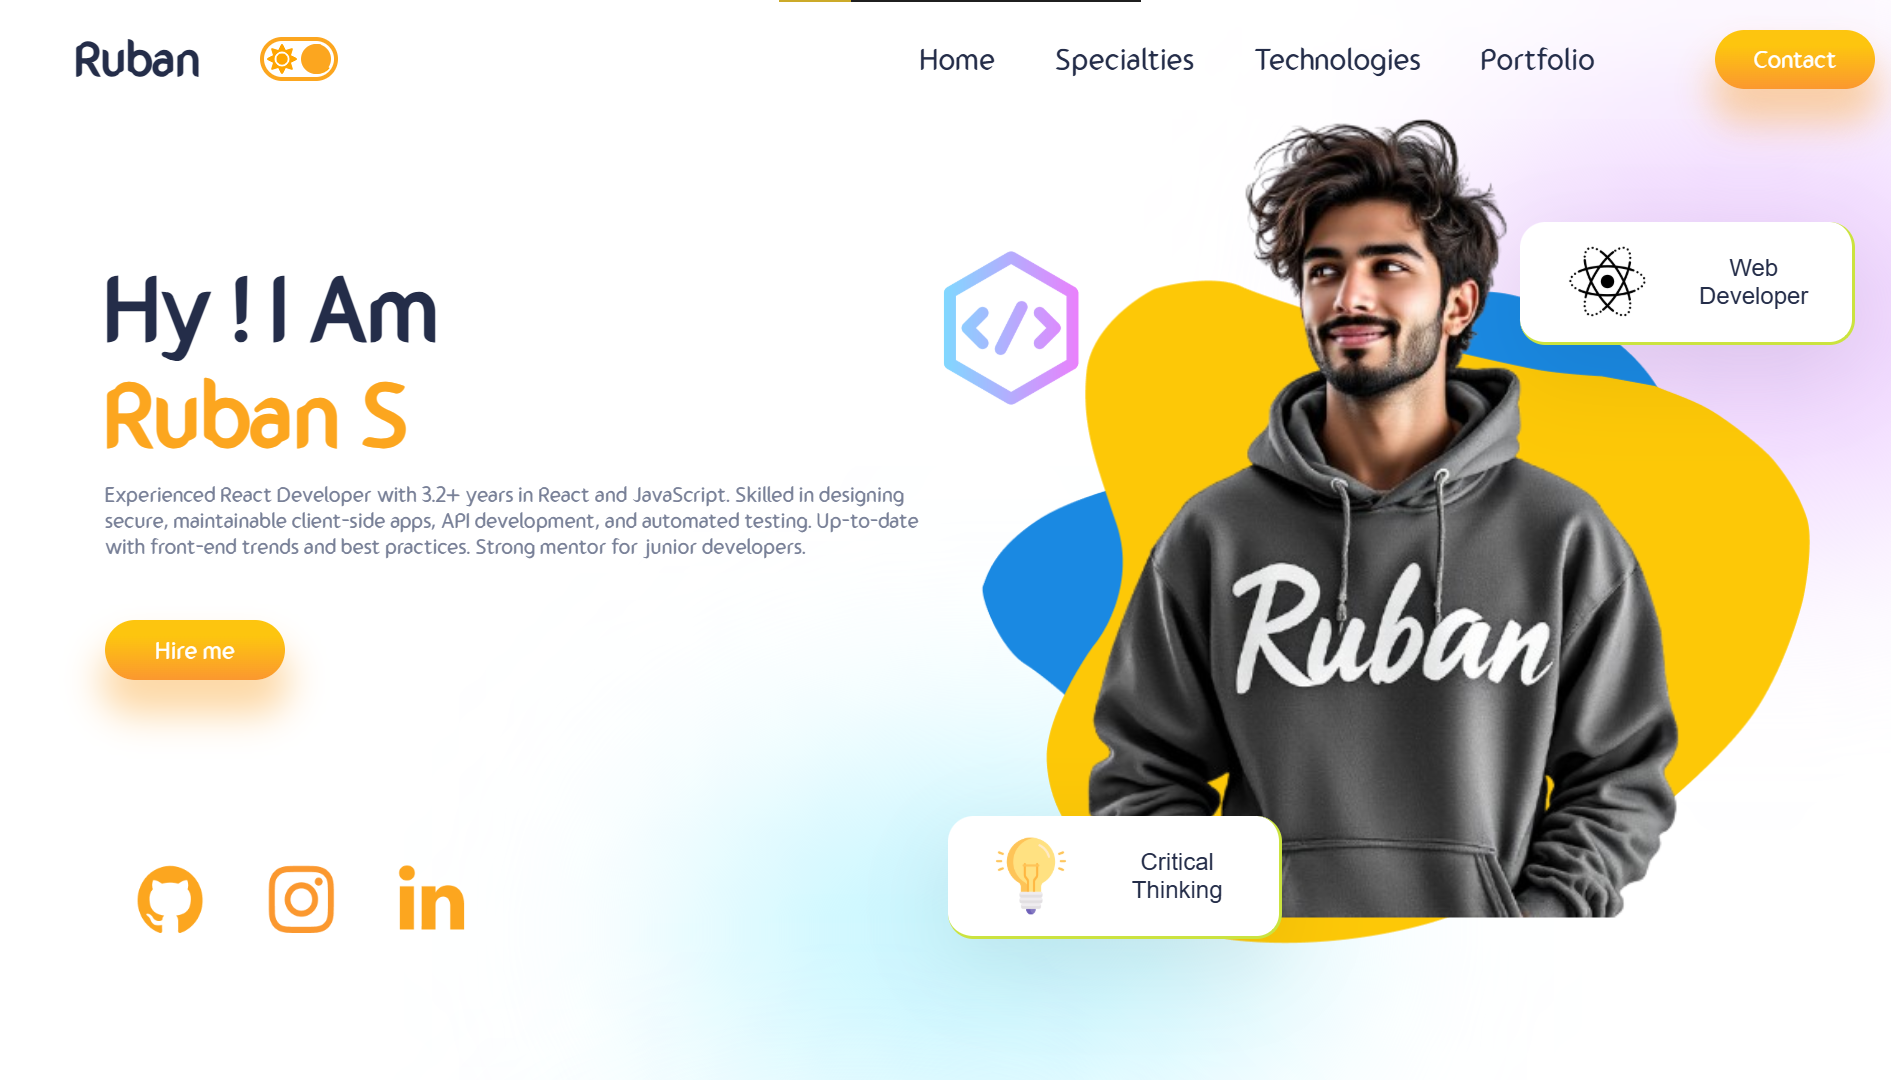 Ruban
Home
Specialties
Technologies
Portfolio
Contact
Hy ! I Am
Ruban S
Experienced React Developer with 3.2+ years in React and JavaScript. Skilled in designing
secure, maintainable client-side apps, API development, and automated testing. Up-to-date
with front-end trends and best practices. Strong mentor for junior developers.
Hire me
</>
Web
Developer
Ruban
Critical
Thinking
in